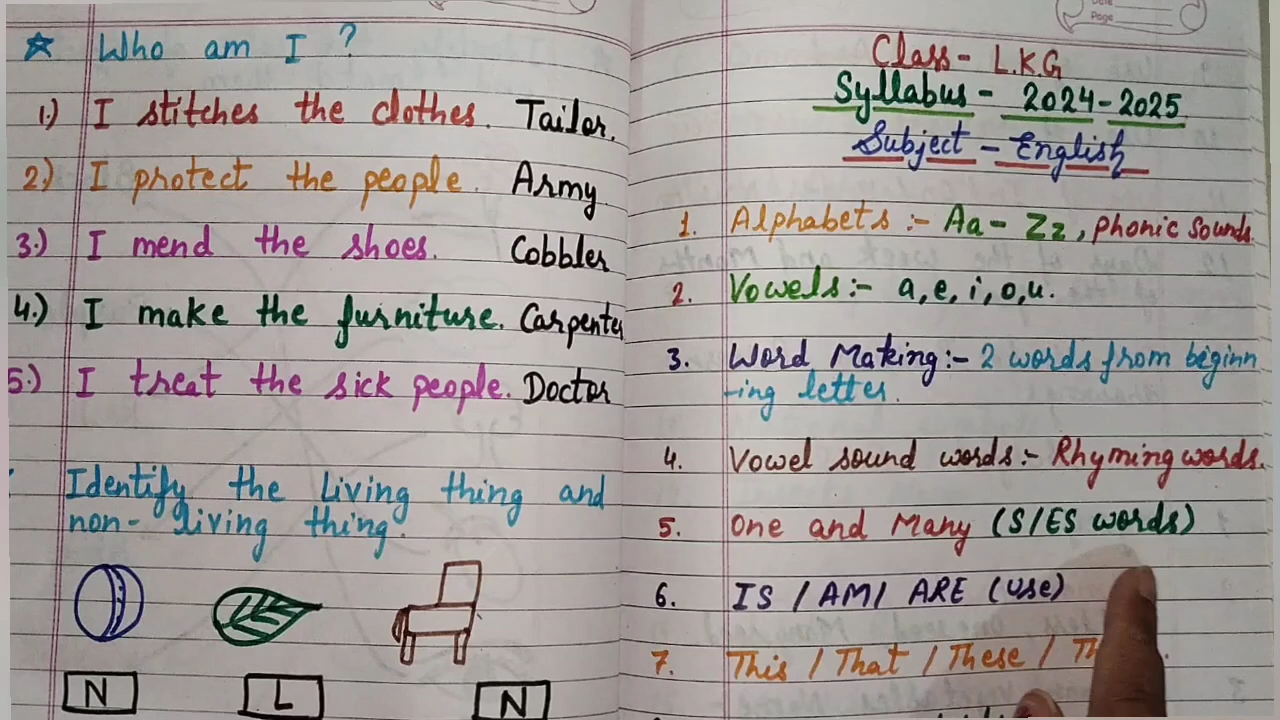 ☆ Who am I ?
1.) I stitches the clothes. Tailor.
2.) I protect the people. Army
3.) I mend the shoes. Cobbler
4.) I make the furniture. Carpenter
5.) I treat the sick people. Doctor
Identify the living thing and
non- living thing.
N L N
Page
Class- L.K.G
Syllabus - 2024-2025
Subject - English
1. Alphabets :- Aa- Zz, phonic sounds.
2. Vowels:- a, e, i, o, u.
3. Word Making:- 2 words from biginn
-ing letter.
4. Vowel sound words:- Rhyming words.
5. One and Many (S/ES words)
6. IS / AM / ARE (use)
7. This / That / These /